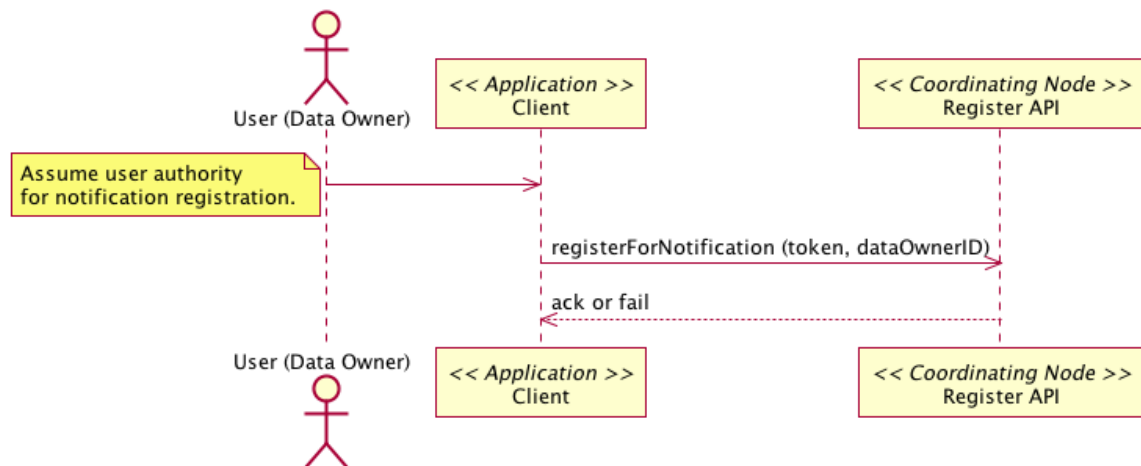 << Application >>
Client
<< Coordinating Node >>
Register API
User (Data Owner)
Assume user authority
for notification registration.
registerForNotification (token, dataOwnerID)
ack or fail
User (Data Owner)
<< Application >>
Client
<< Coordinating Node >>
Register API